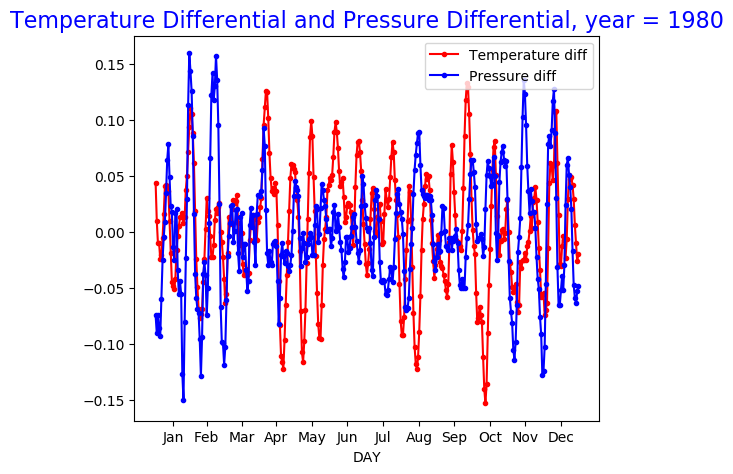 Temperature Differential and Pressure Differential, year = 1980
Temperature diff
Pressure diff
0.15
0.10
0.05
0.00
−0.05
−0.10
−0.15
Jan Feb Mar Apr May Jun Jul Aug Sep Oct Nov Dec
DAY